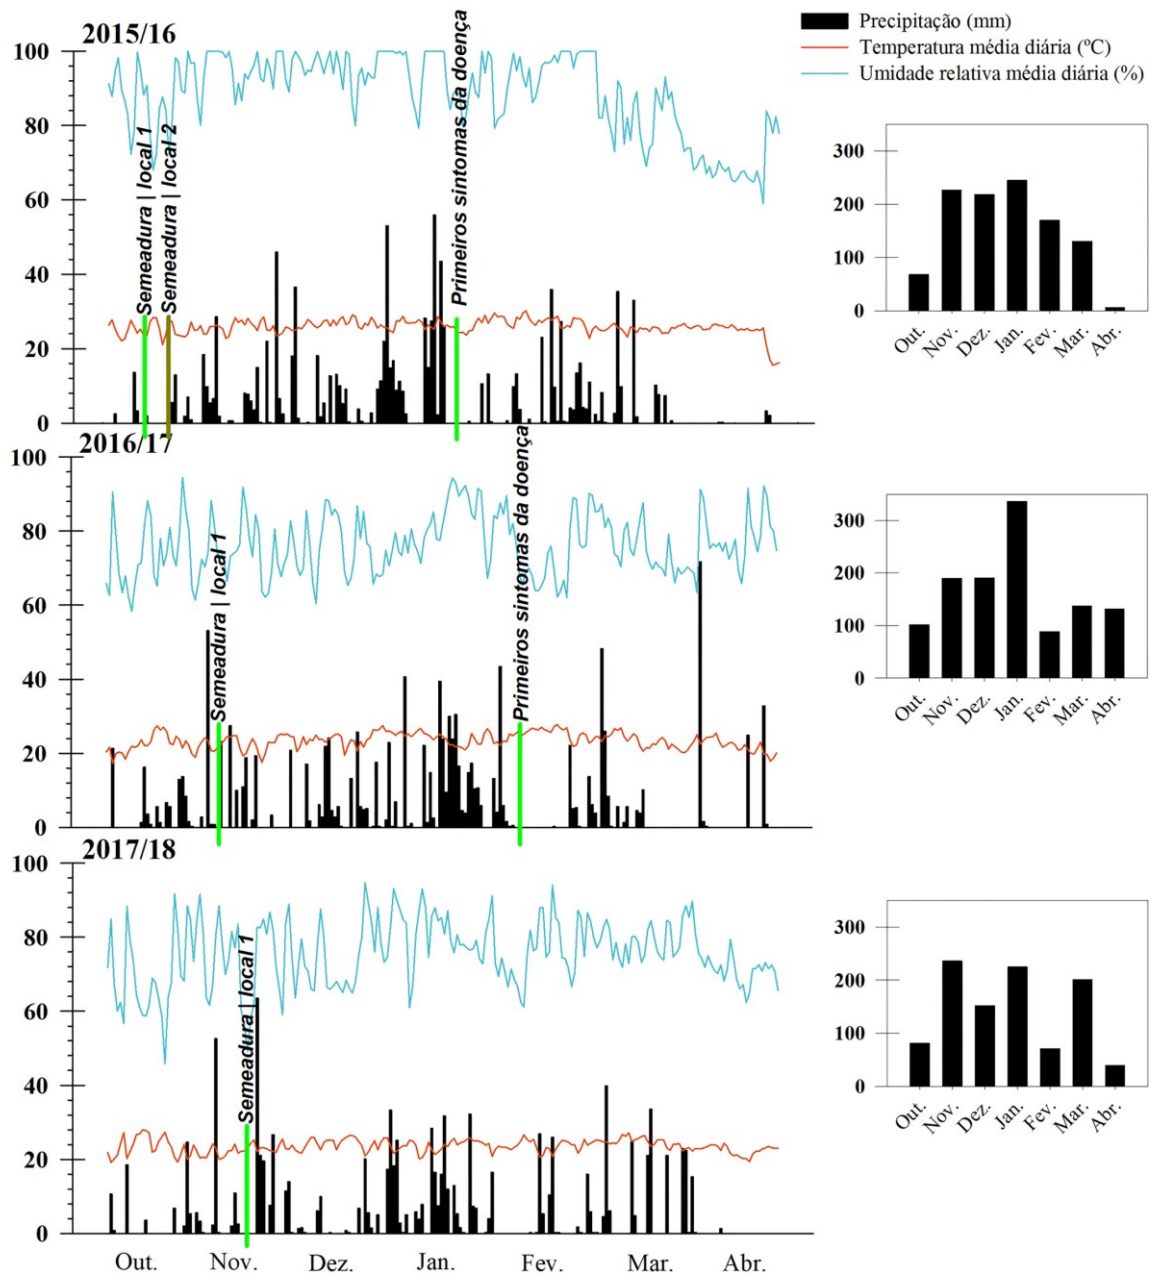 Precipitação (mm)
Temperatura média diária (ºC)
Umidade relativa média diária (%)
2015/16
100
80
60
40
20
0
Semeadura | local 1
Semeadura | local 2
Primeiros sintomas da doença
300
200
100
0
Out.
Nov.
Dez.
Jan.
Fev.
Mar.
Abr.
2016/17
100
80
60
40
20
0
Semeadura | local 1
Primeiros sintomas da doença
300
200
100
0
Out.
Nov.
Dez.
Jan.
Fev.
Mar.
Abr.
2017/18
100
80
60
40
20
0
Semeadura | local 1
Out. Nov. Dez. Jan. Fev. Mar. Abr.
300
200
100
0
Out.
Nov.
Dez.
Jan.
Fev.
Mar.
Abr.